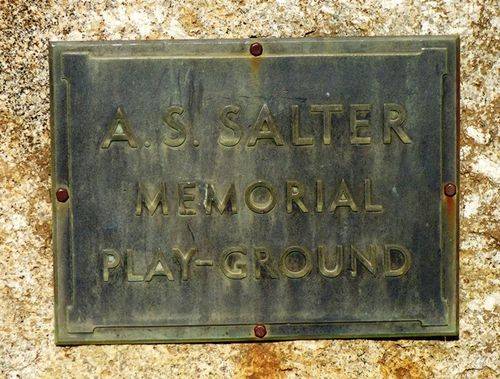 A. S. SALTER
MEMORIAL
PLAY-GROUND